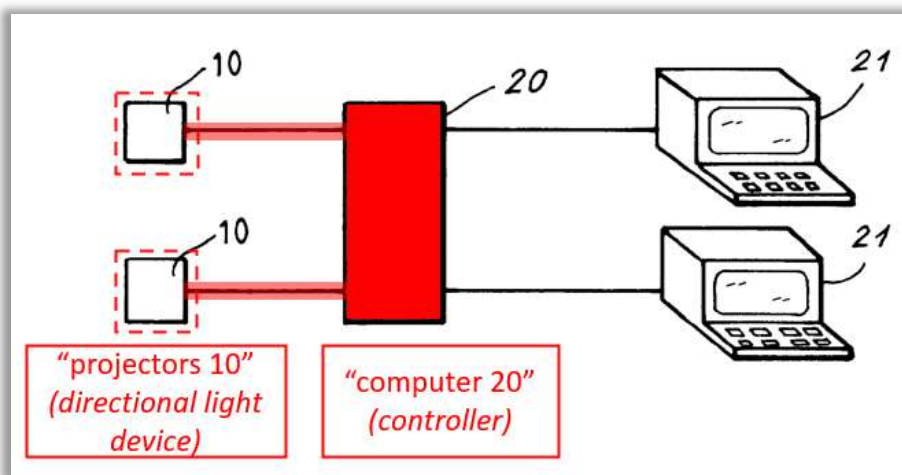 10
20
21
10
21
“projectors 10”
(directional light
device)
“computer 20”
(controller)